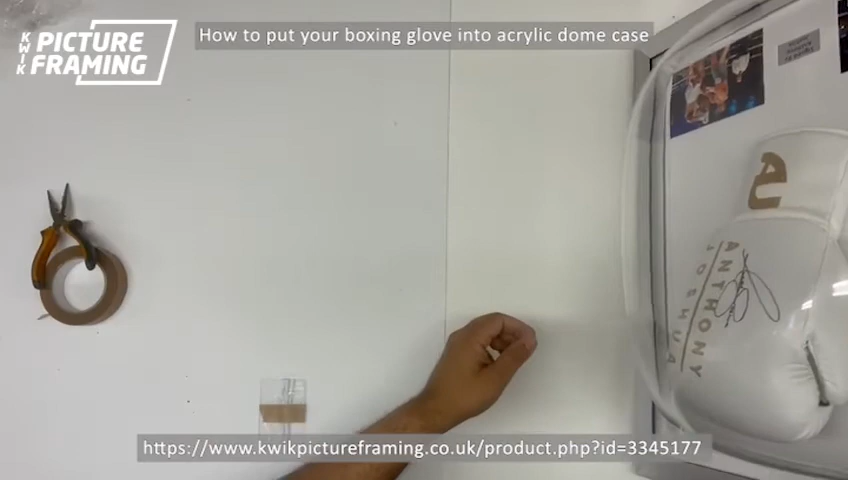 KWIK
PICTURE
FRAMING
How to put your boxing glove into acrylic dome case
AU
ANTHONY
JOSHUA
https://www.kwikpictureframing.co.uk/product.php?id=3345177